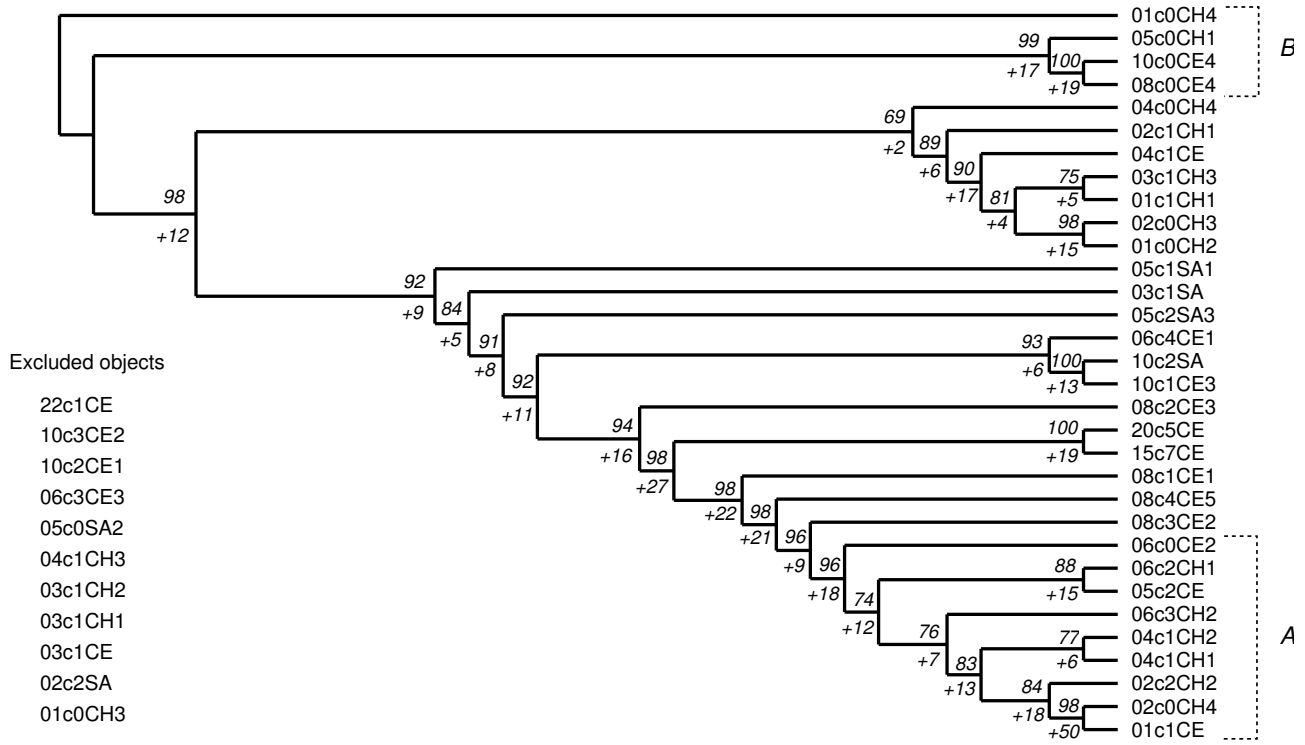 01c0CH4
99
05c0CH1
B
+17
100
10c0CE4
+19
08c0CE4
69
04c0CH4
+2
89
02c1CH1
+6
90
04c1CE
+17
81
75
03c1CH3
+5
01c1CH1
+4
98
02c0CH3
+15
01c0CH2
98
+12
92
05c1SA1
+9
84
03c1SA
+5
91
05c2SA3
+8
92
93
06c4CE1
+6
100
10c2SA
+13
10c1CE3
+11
94
08c2CE3
+16
98
100
20c5CE
+19
15c7CE
+27
98
08c1CE1
+22
98
08c4CE5
+21
96
08c3CE2
+9
96
06c0CE2
+18
74
88
06c2CH1
+15
05c2CE
+12
76
06c3CH2
+7
83
77
04c1CH2
A
+6
04c1CH1
+13
84
02c2CH2
+18
98
02c0CH4
+50
01c1CE
Excluded objects
22c1CE
10c3CE2
10c2CE1
06c3CE3
05c0SA2
04c1CH3
03c1CH2
03c1CH1
03c1CE
02c2SA
01c0CH3